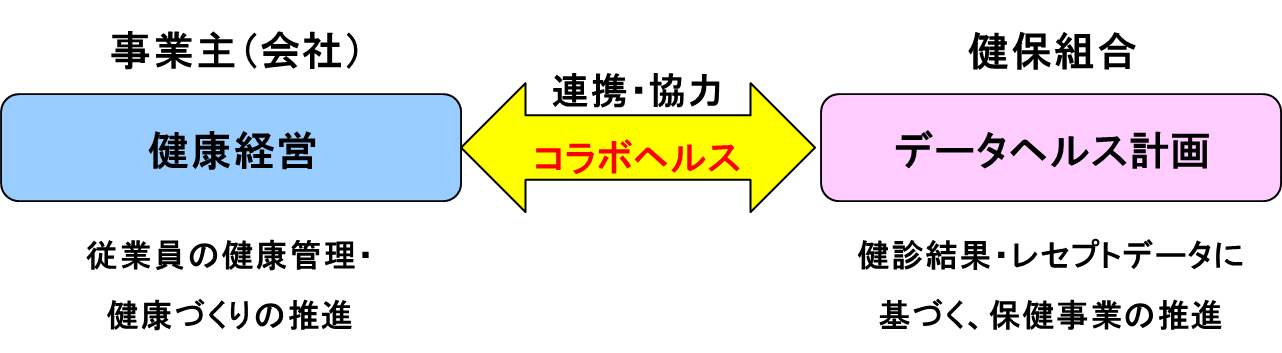 事業主（会社）
健康経営
従業員の健康管理・
健康づくりの推進
連携・協力
コラボヘルス
健保組合
データヘルス計画
健診結果・レセプトデータに
基づく、保健事業の推進